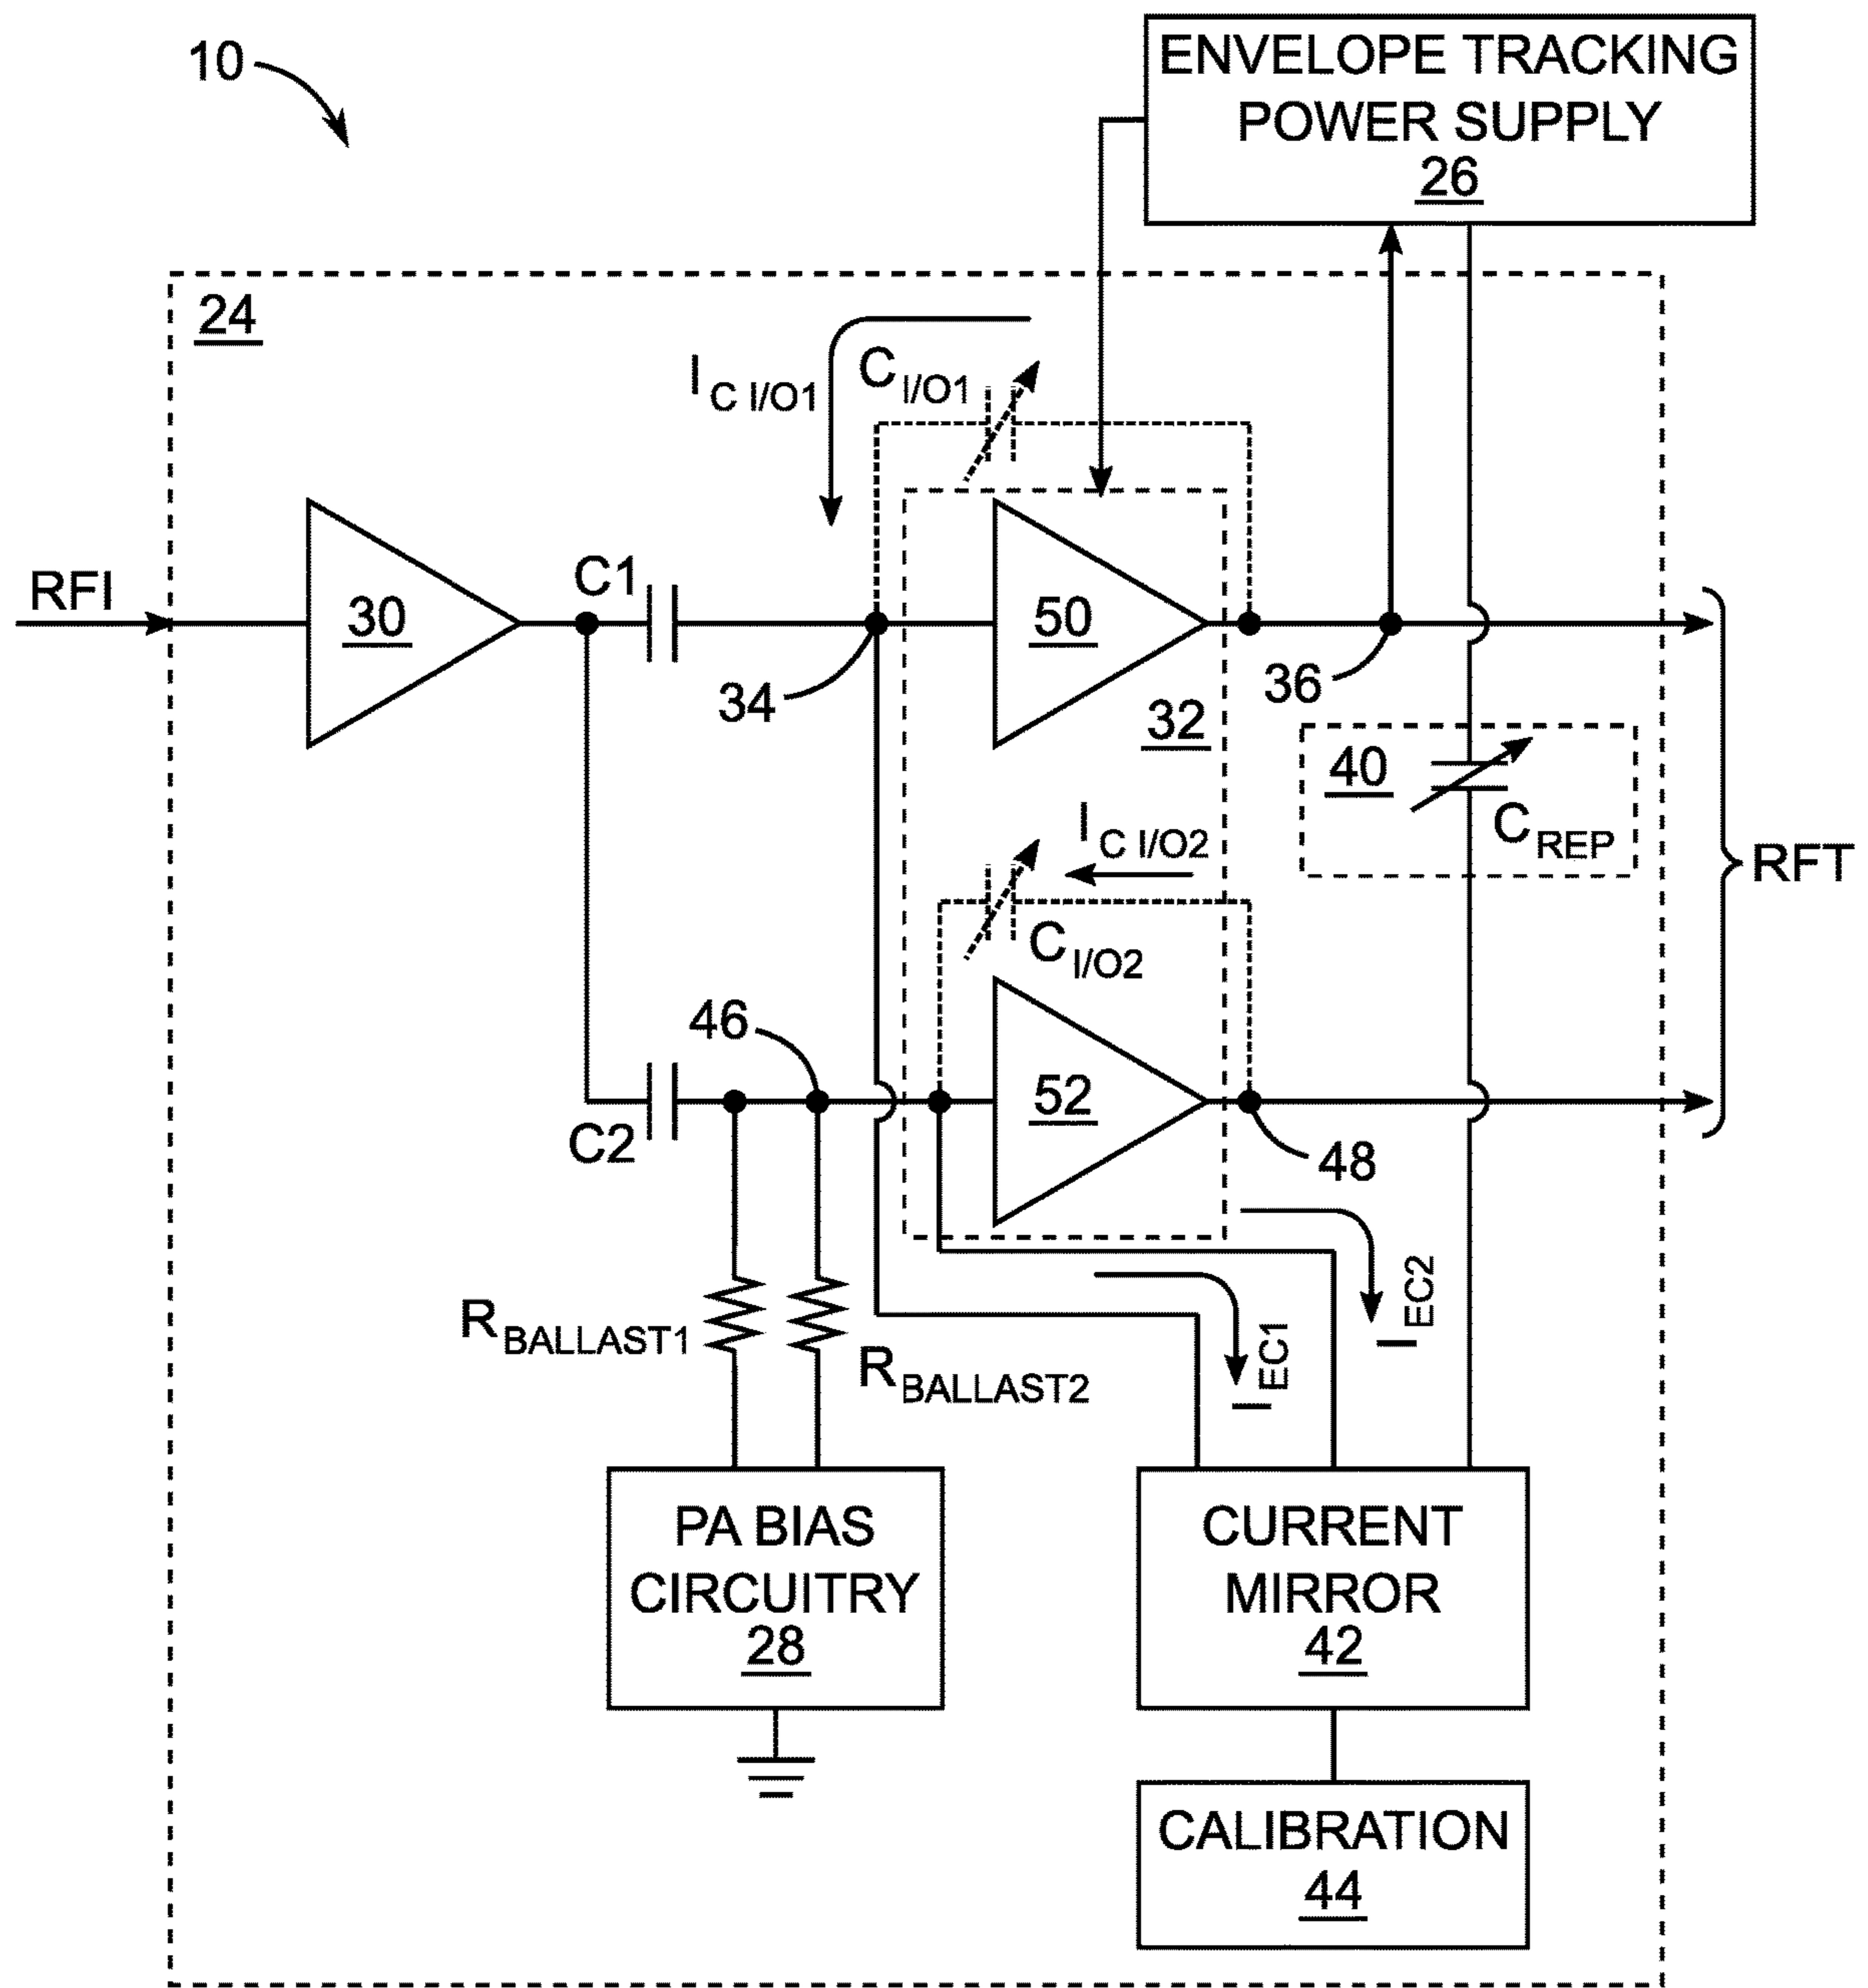 10
ENVELOPE TRACKING
POWER SUPPLY
26
24
I C I/O1
C I/O1
RFI
30
C1
34
50
32
36
40
C REP
RFT
I C I/O2
C I/O2
46
C2
52
48
R BALLAST1
R BALLAST2
I EC1
I EC2
PA BIAS
CIRCUITRY
28
CURRENT
MIRROR
42
CALIBRATION
44